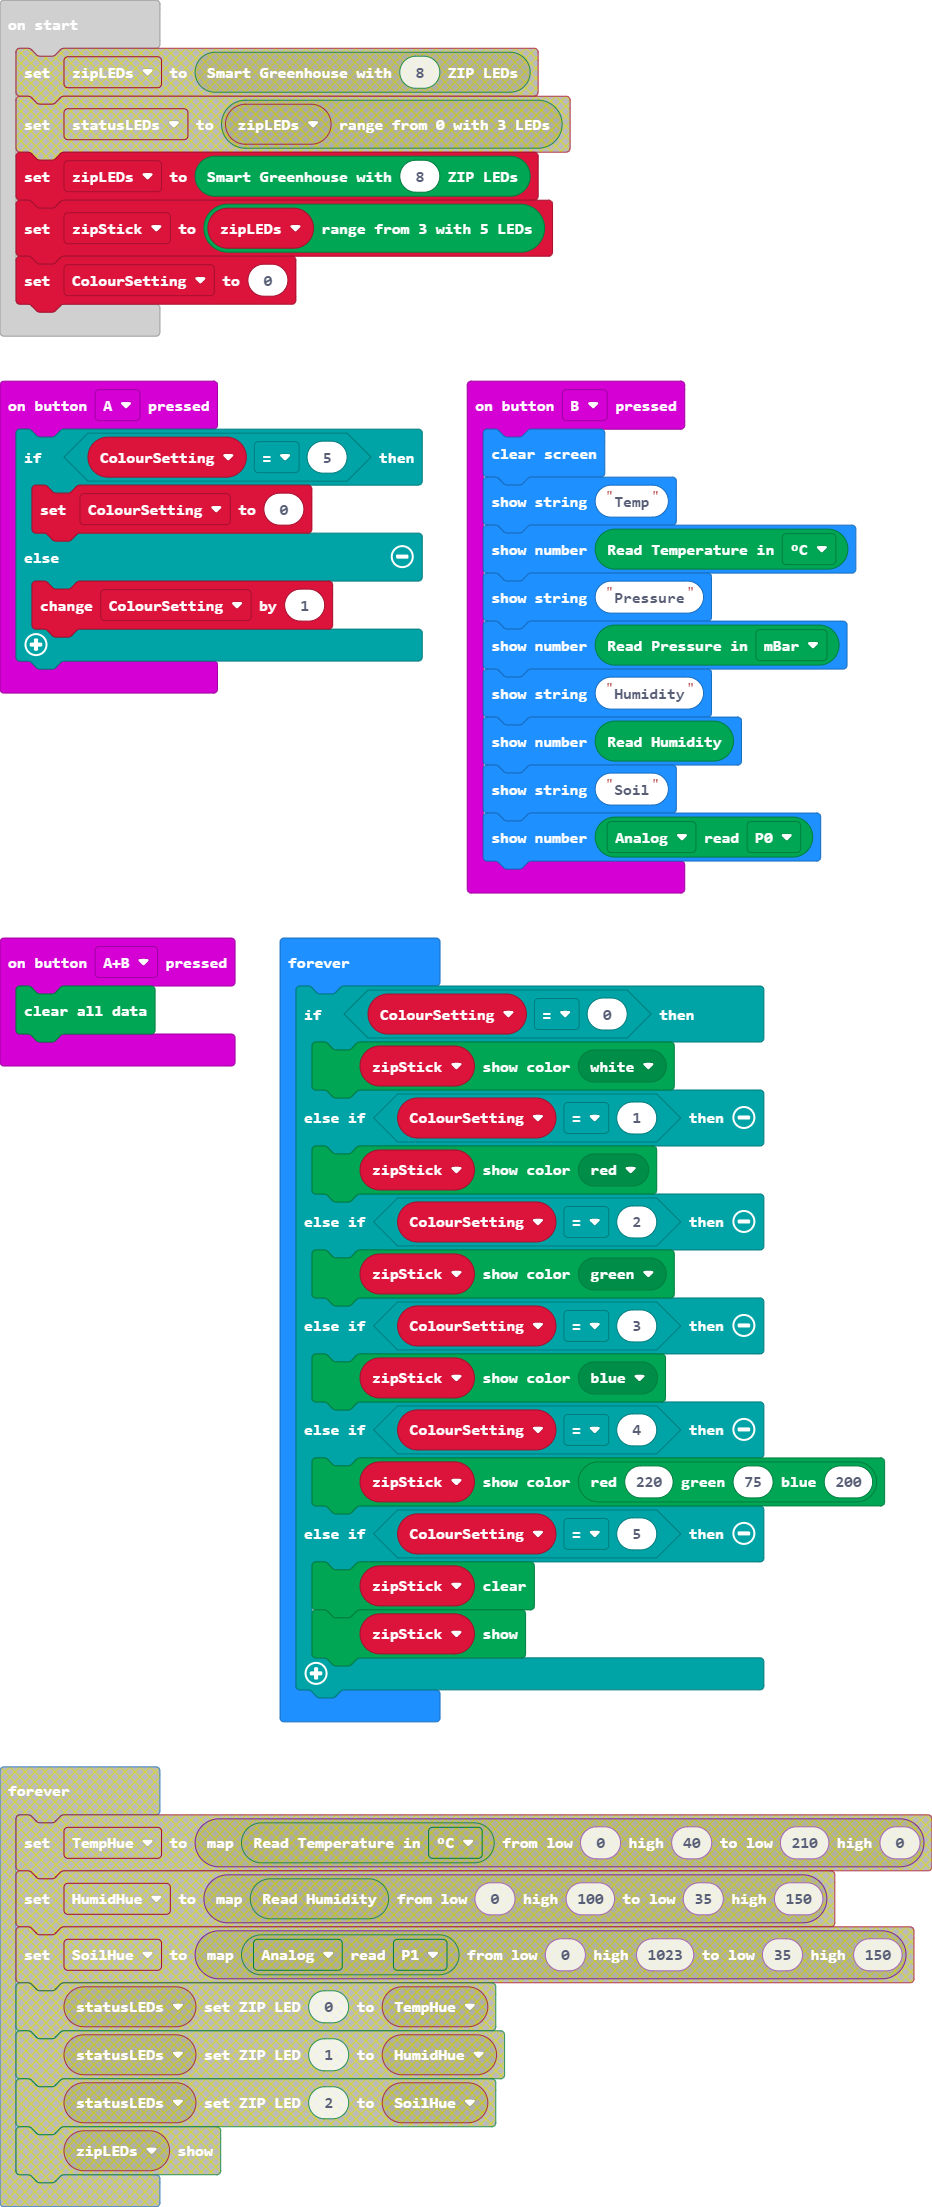 on start
set zipLEDs to Smart Greenhouse with 8 ZIP LEDs
set statusLEDs to zipLEDs range from 0 with 3 LEDs
set zipLEDs to Smart Greenhouse with 8 ZIP LEDs
set zipStick to zipLEDs range from 3 with 5 LEDs
set ColourSetting to 0
on button A pressed
if ColourSetting = 5 then
set ColourSetting to 0
else
change ColourSetting by 1
on button B pressed
clear screen
show string "Temp"
show number Read Temperature in ºC
show string "Pressure"
show number Read Pressure in mBar
show string "Humidity"
show number Read Humidity
show string "Soil"
show number Analog read P0
on button A+B pressed
clear all data
forever
if ColourSetting = 0 then
zipStick show color white
else if ColourSetting = 1 then
zipStick show color red
else if ColourSetting = 2 then
zipStick show color green
else if ColourSetting = 3 then
zipStick show color blue
else if ColourSetting = 4 then
zipStick show color red 220 green 75 blue 200
else if ColourSetting = 5 then
zipStick clear
zipStick show
forever
set TempHue to map Read Temperature in ºC from low 0 high 40 to low 210 high 0
set HumidHue to map Read Humidity from low 0 high 100 to low 35 high 150
set SoilHue to map Analog read P1 from low 0 high 1023 to low 35 high 150
statusLEDs set ZIP LED 0 to TempHue
statusLEDs set ZIP LED 1 to HumidHue
statusLEDs set ZIP LED 2 to SoilHue
zipLEDs show